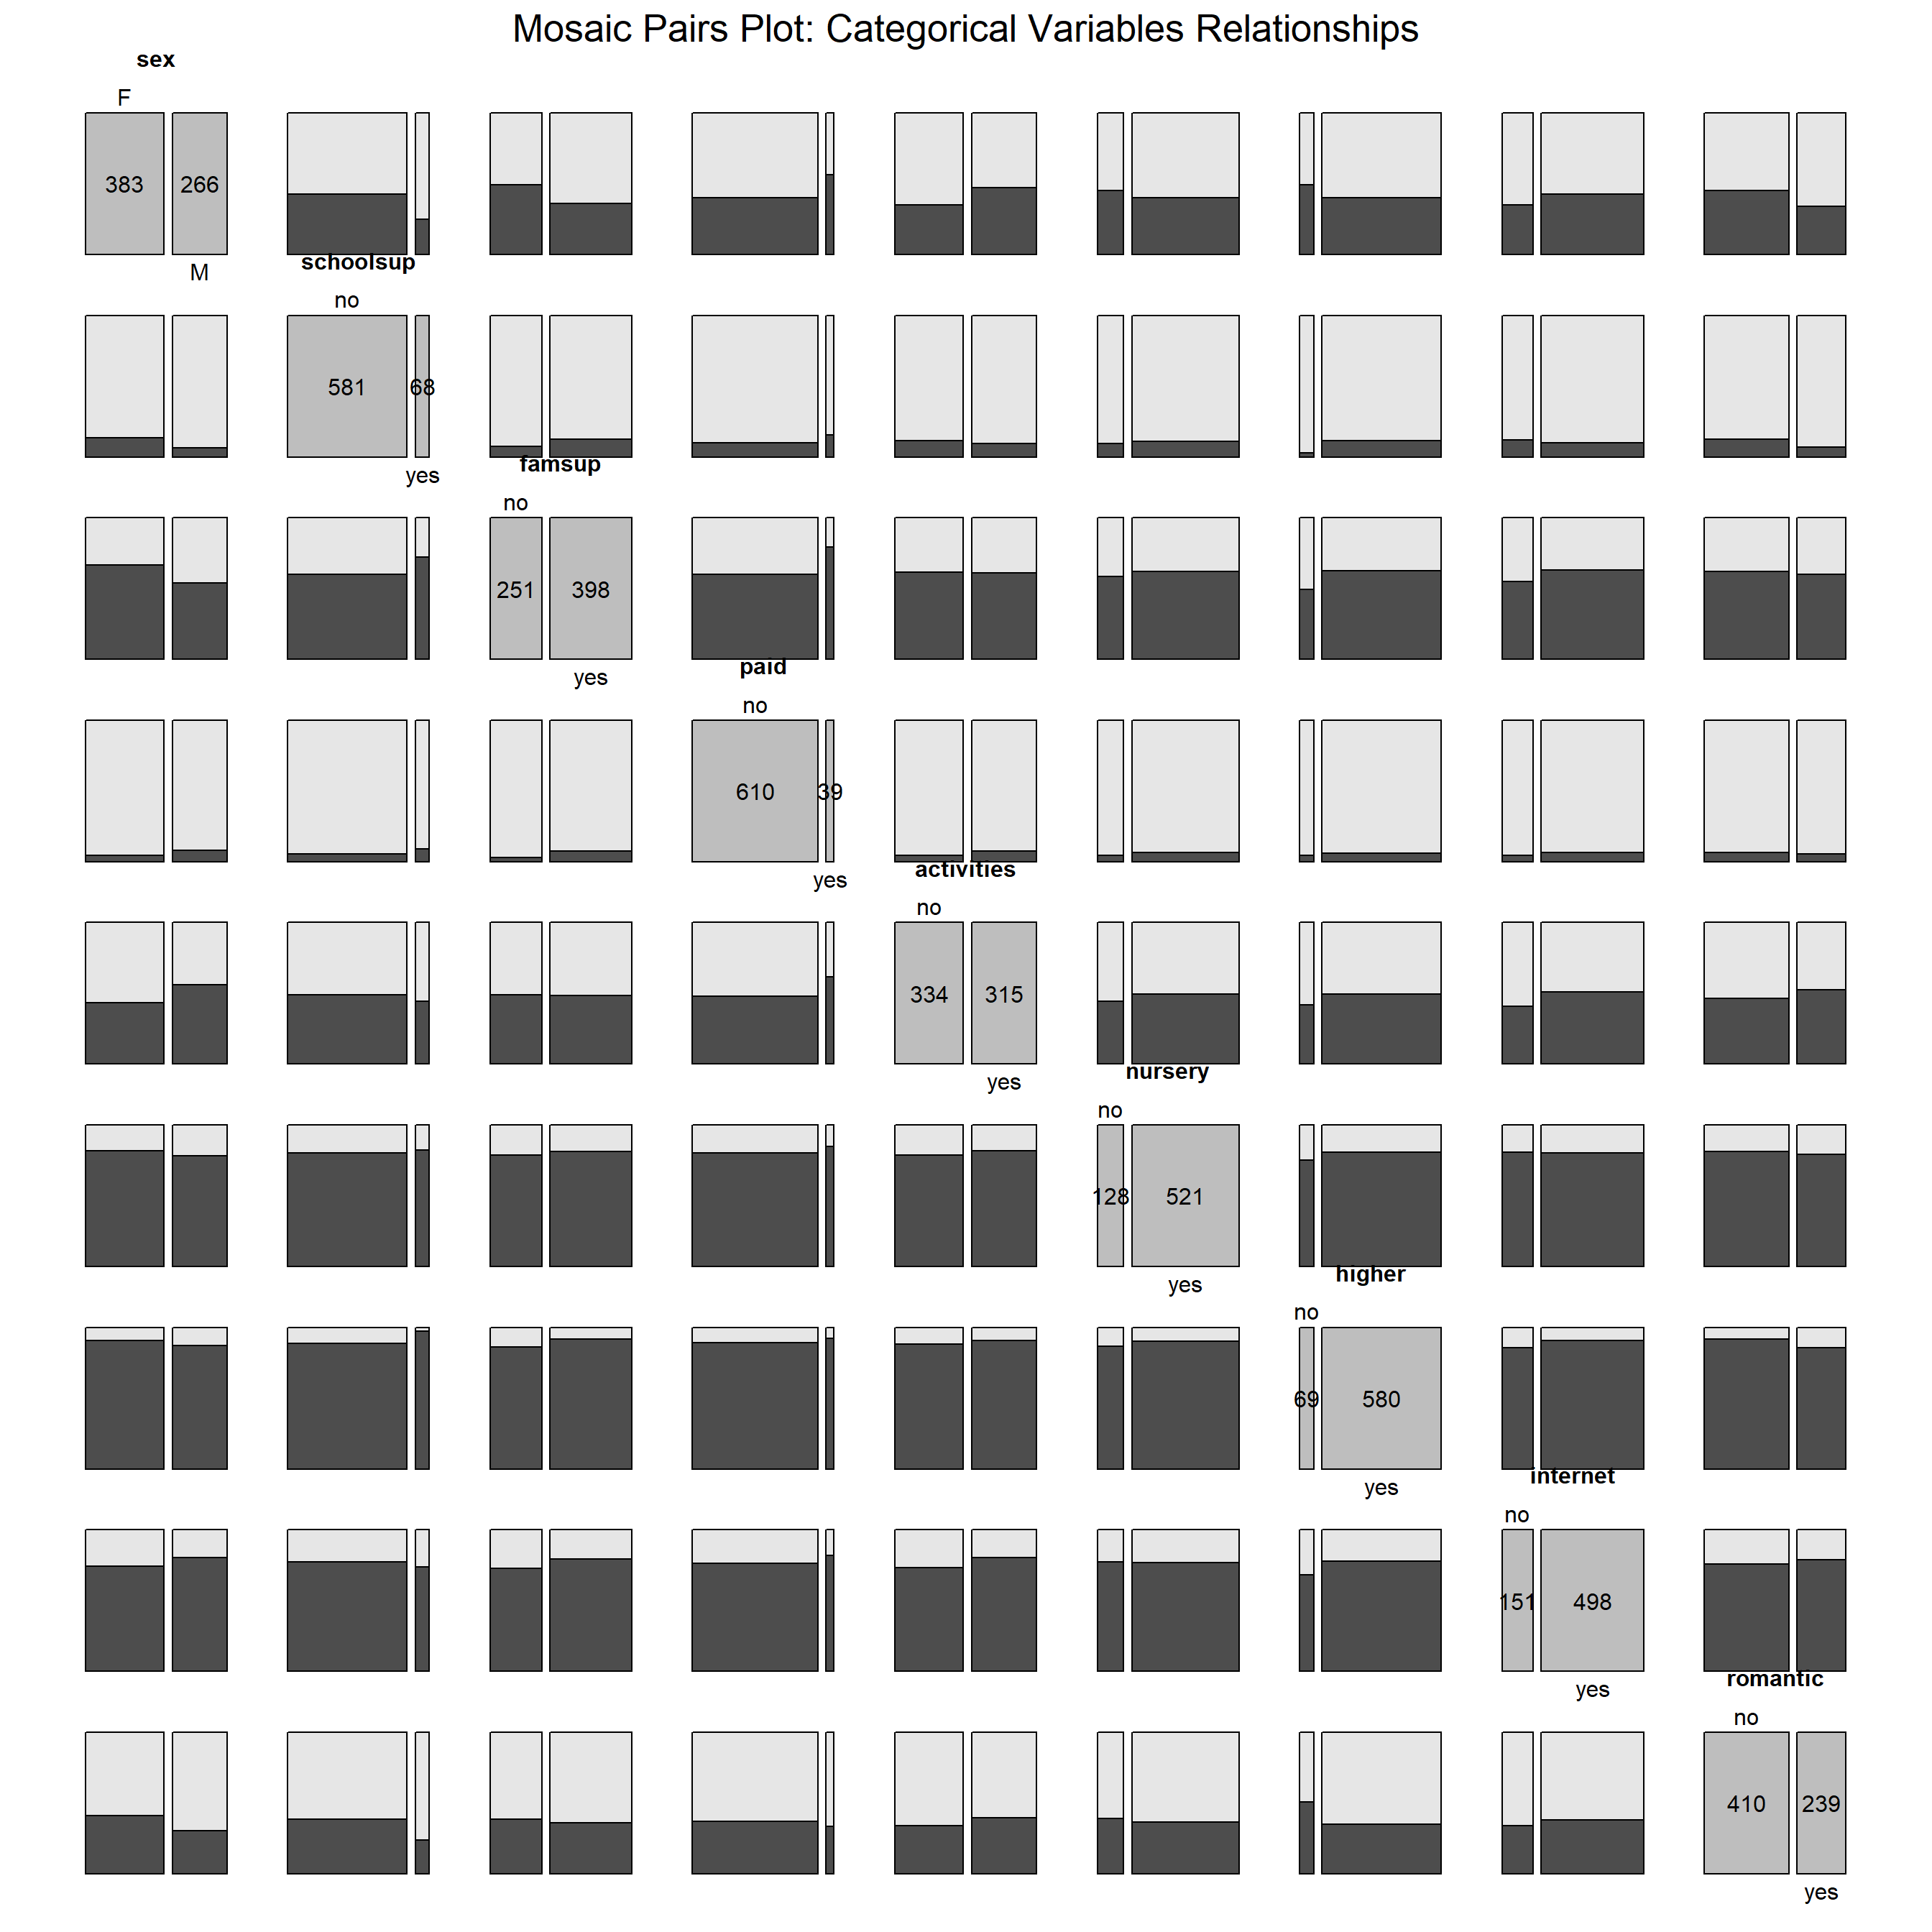 Mosaic Pairs Plot: Categorical Variables Relationships
sex
F
383 266
M
schoolsup
no
581 68
yes
famsup
no
251 398
yes
paid
no
610 39
yes
activities
no
334 315
yes
nursery
no
128 521
yes
higher
no
69 580
yes
internet
no
151 498
yes
romantic
no
410 239
yes